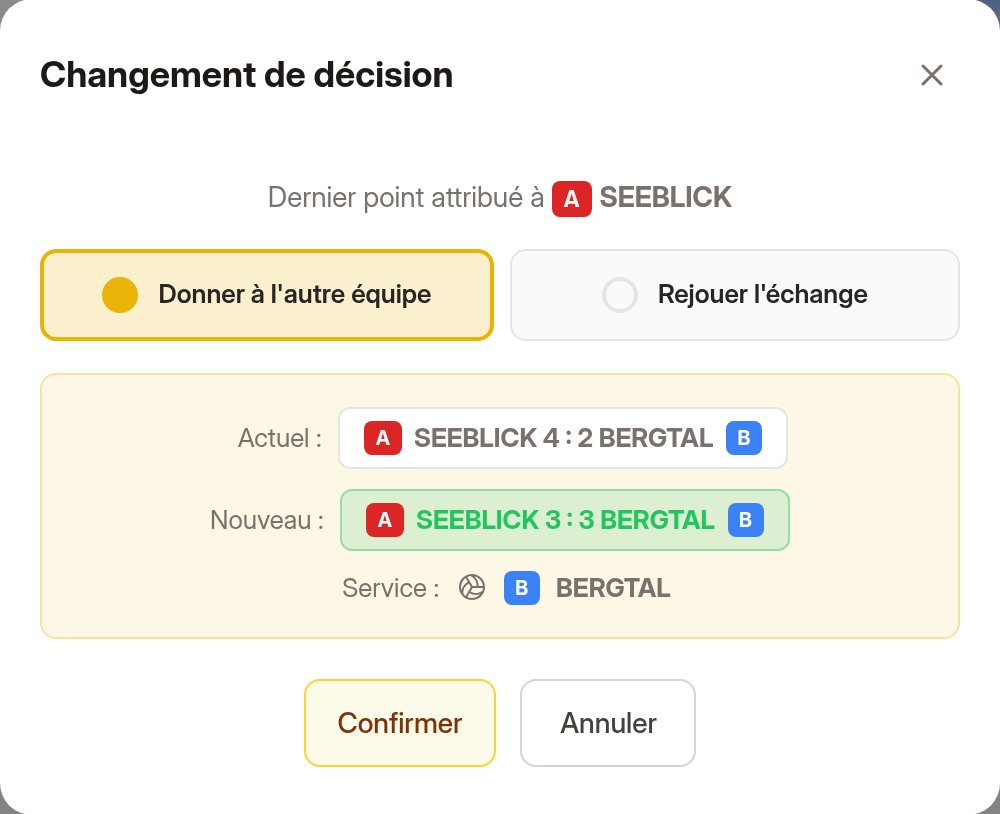 Changement de décision
Dernier point attribué à A SEEBLICK
Donner à l'autre équipe
Rejouer l'échange
Actuel : A SEEBLICK 4 : 2 BERGTAL B
Nouveau : A SEEBLICK 3 : 3 BERGTAL B
Service : B BERGTAL
Confirmer
Annuler